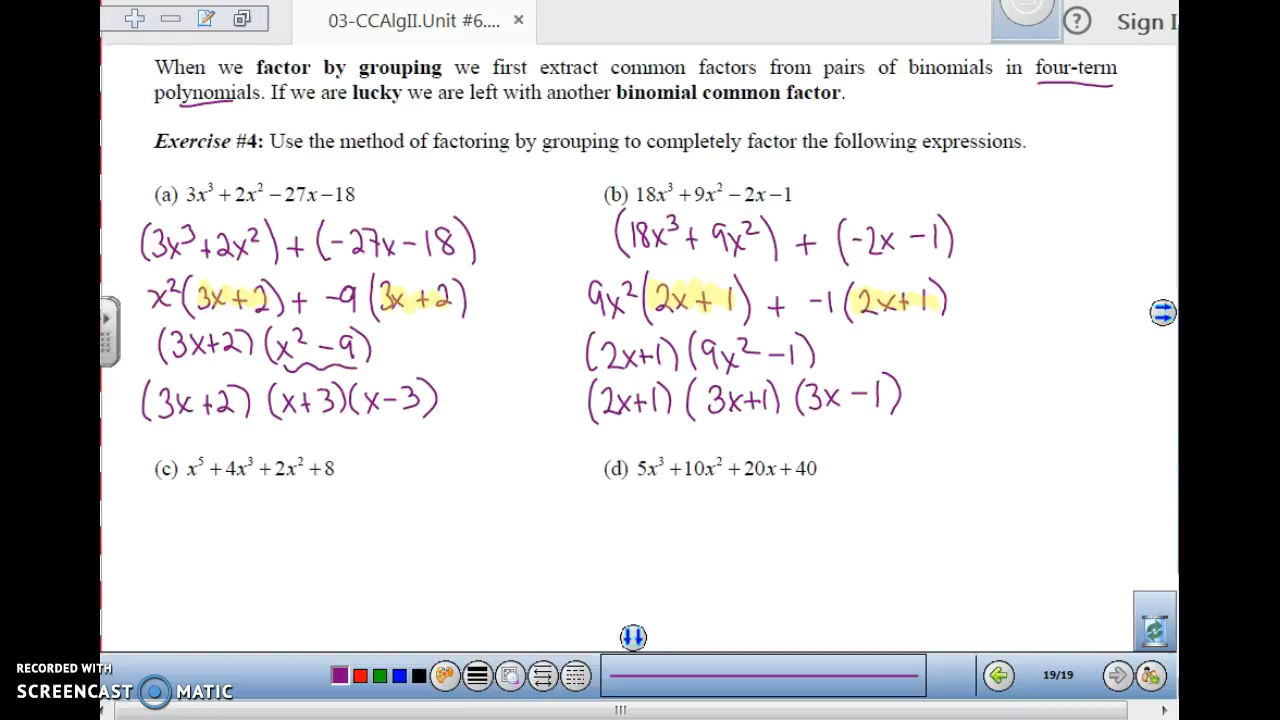 03-CCAlgII.Unit #6.... ×
? Sign I
When we factor by grouping we first extract common factors from pairs of binomials in four-term
polynomials. If we are lucky we are left with another binomial common factor.
Exercise #4: Use the method of factoring by grouping to completely factor the following expressions.
(a) 3x³ + 2x² − 27x − 18
(3x³ + 2x²) + (−27x − 18)
x²(3x + 2) + −9(3x + 2)
(3x+2)(x² − 9)
(3x+2)(x+3)(x−3)
(b) 18x³ + 9x² − 2x − 1
(18x³ + 9x²) + (−2x − 1)
9x²(2x + 1) + −1(2x+1)
(2x+1)(9x² − 1)
(2x+1)(3x+1)(3x − 1)
(c) x⁵ + 4x³ + 2x² + 8
(d) 5x³ + 10x² + 20x + 40
19/19
RECORDED WITH
SCREENCAST MATIC